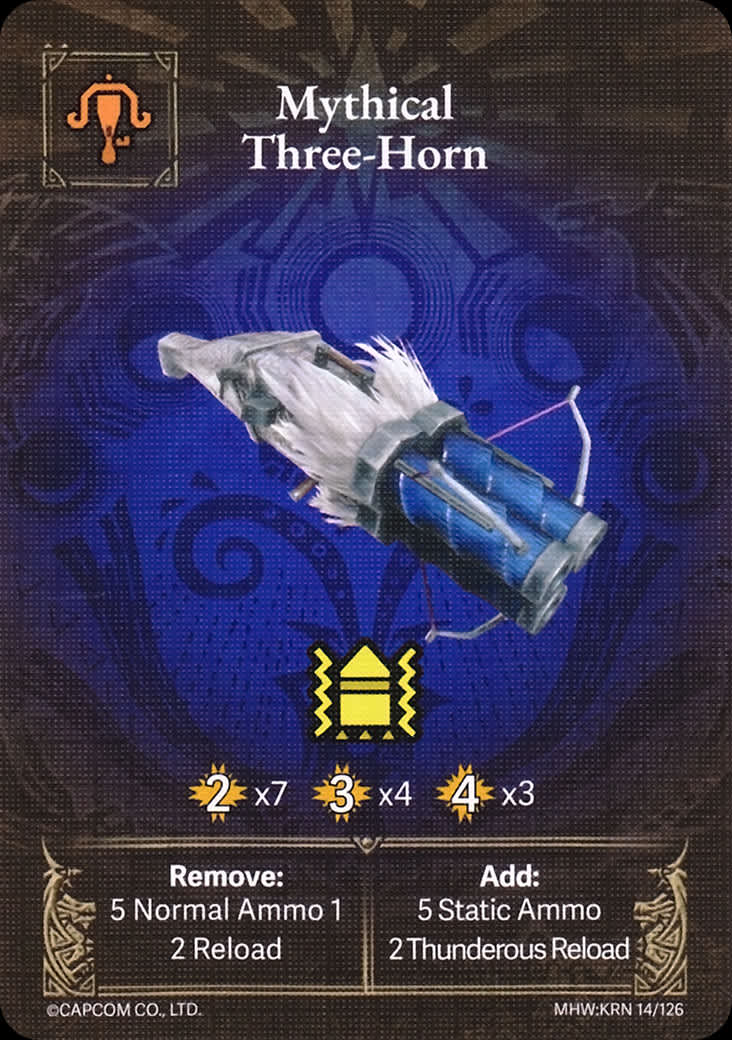 Mythical
Three-Horn
2 x7 3 x4 4 x3
Remove:
5 Normal Ammo 1
2 Reload
Add:
5 Static Ammo
2 Thunderous Reload
©CAPCOM CO., LTD.
MHW:KRN 14/126